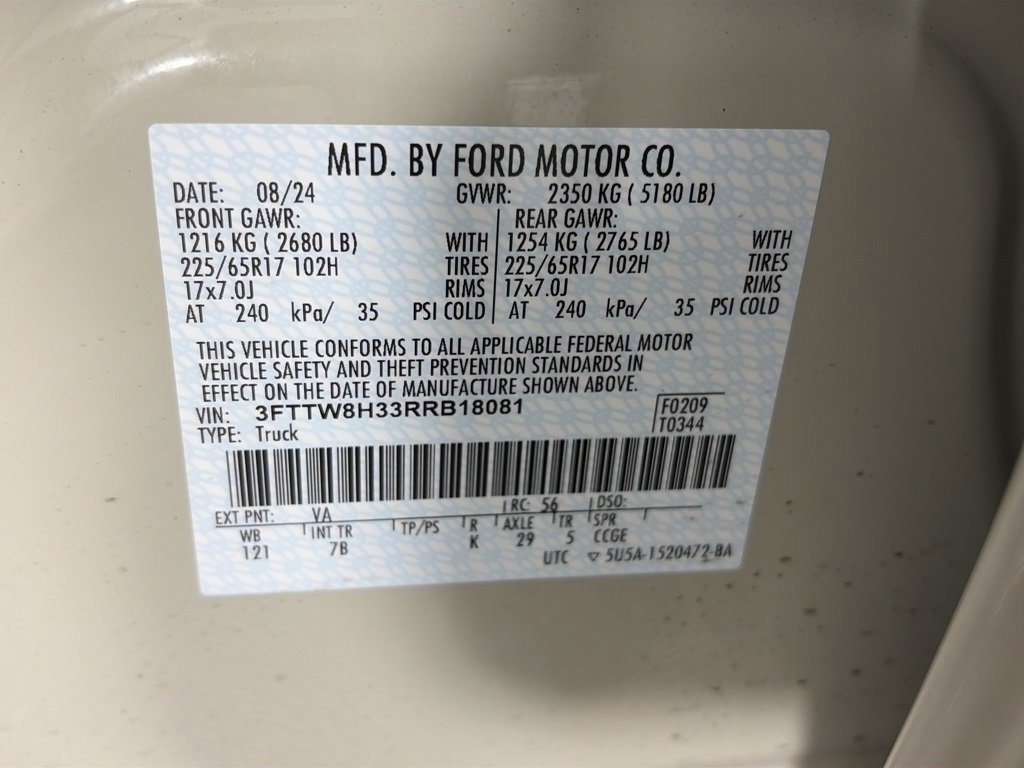 MFD. BY FORD MOTOR CO.
DATE: 08/24 GVWR: 2350 KG ( 5180 LB)
FRONT GAWR: REAR GAWR:
1216 KG ( 2680 LB) WITH 1254 KG ( 2765 LB) WITH
225/65R17 102H TIRES 225/65R17 102H TIRES
17x7.0J RIMS 17x7.0J RIMS
AT 240 kPa/ 35 PSI COLD AT 240 kPa/ 35 PSI COLD
THIS VEHICLE CONFORMS TO ALL APPLICABLE FEDERAL MOTOR
VEHICLE SAFETY AND THEFT PREVENTION STANDARDS IN
EFFECT ON THE DATE OF MANUFACTURE SHOWN ABOVE.
VIN: 3FTTW8H33RRB18081 F0209
TYPE: Truck T0344
EXT PNT: VA RC: 56 DSO:
WB INT TR TP/PS R AXLE TR SPR
121 7B K 29 5 CCGE
UTC ▽ 5U5A-1520472-BA